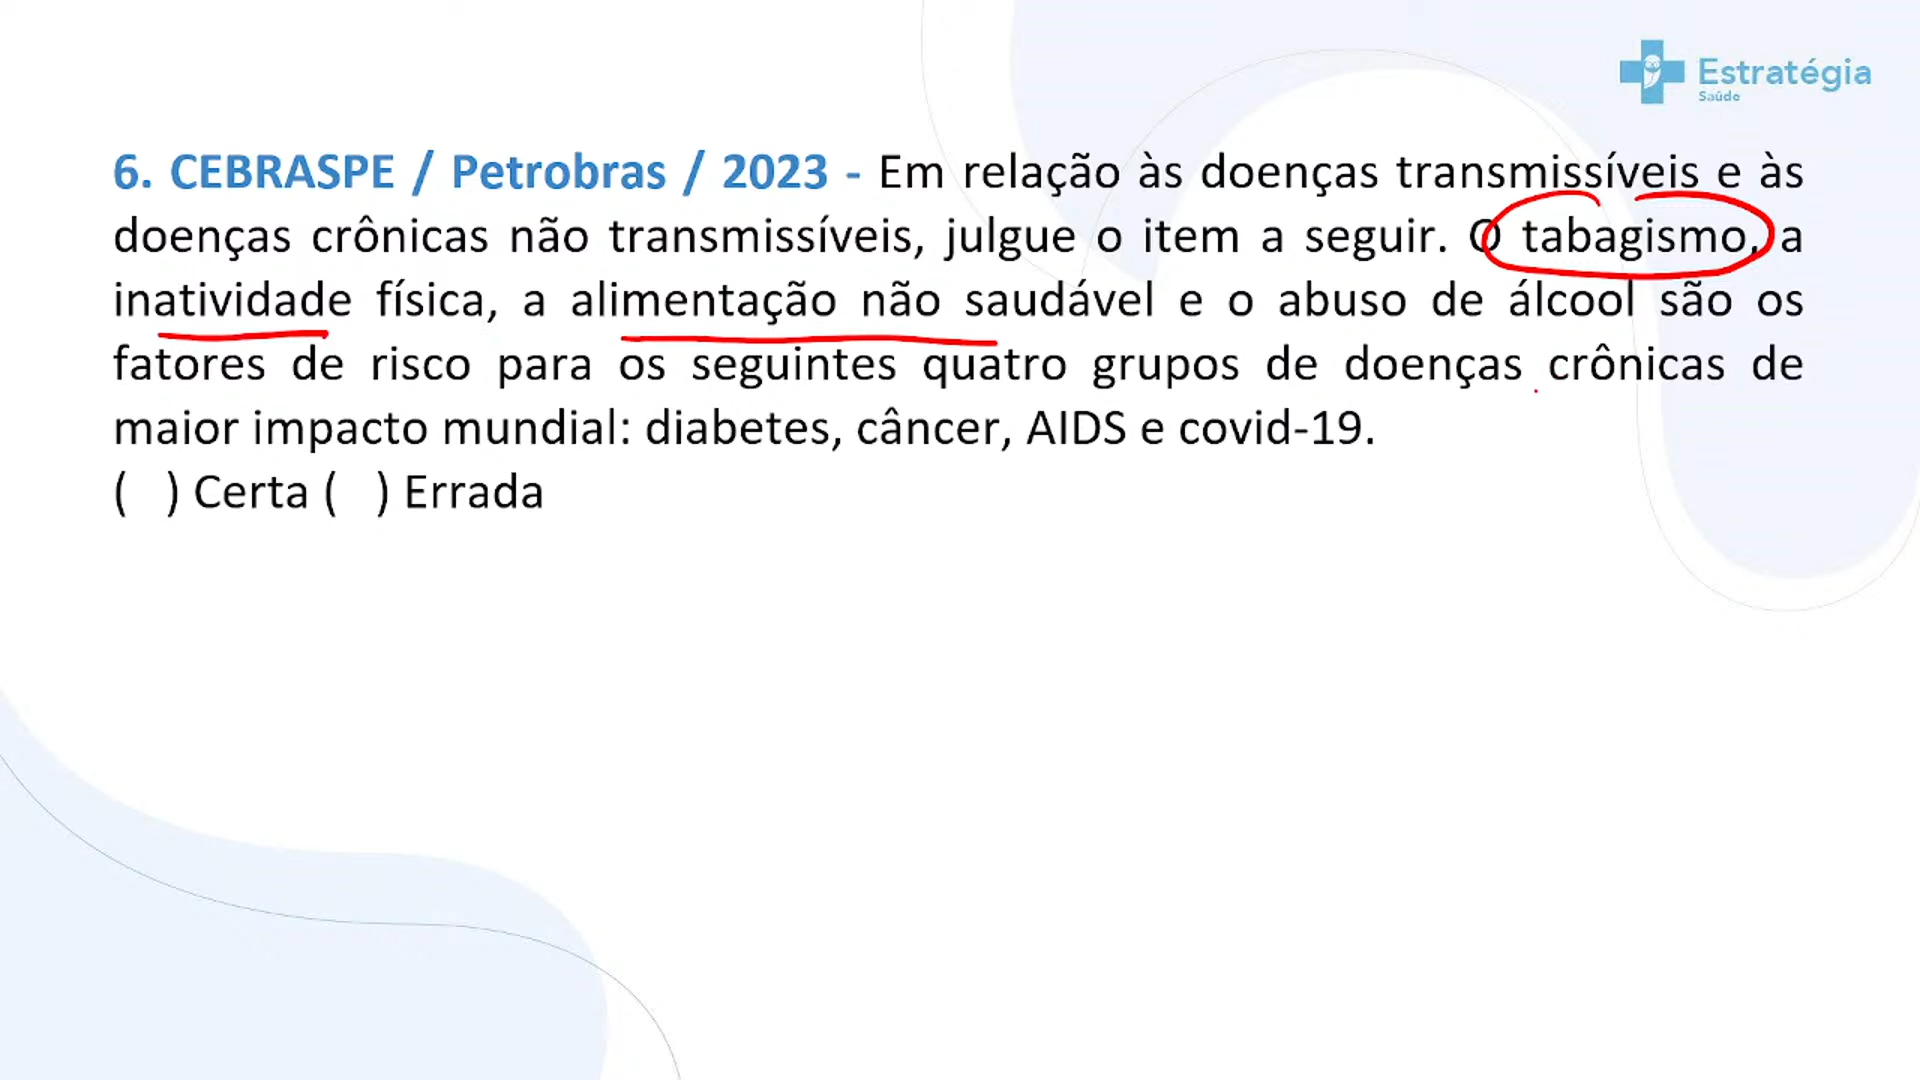 Estratégia
Saúde
6. CEBRASPE / Petrobras / 2023 - Em relação às doenças transmissíveis e às
doenças crônicas não transmissíveis, julgue o item a seguir. O tabagismo, a
inatividade física, a alimentação não saudável e o abuso de álcool são os
fatores de risco para os seguintes quatro grupos de doenças crônicas de
maior impacto mundial: diabetes, câncer, AIDS e covid-19.
(   ) Certa (   ) Errada